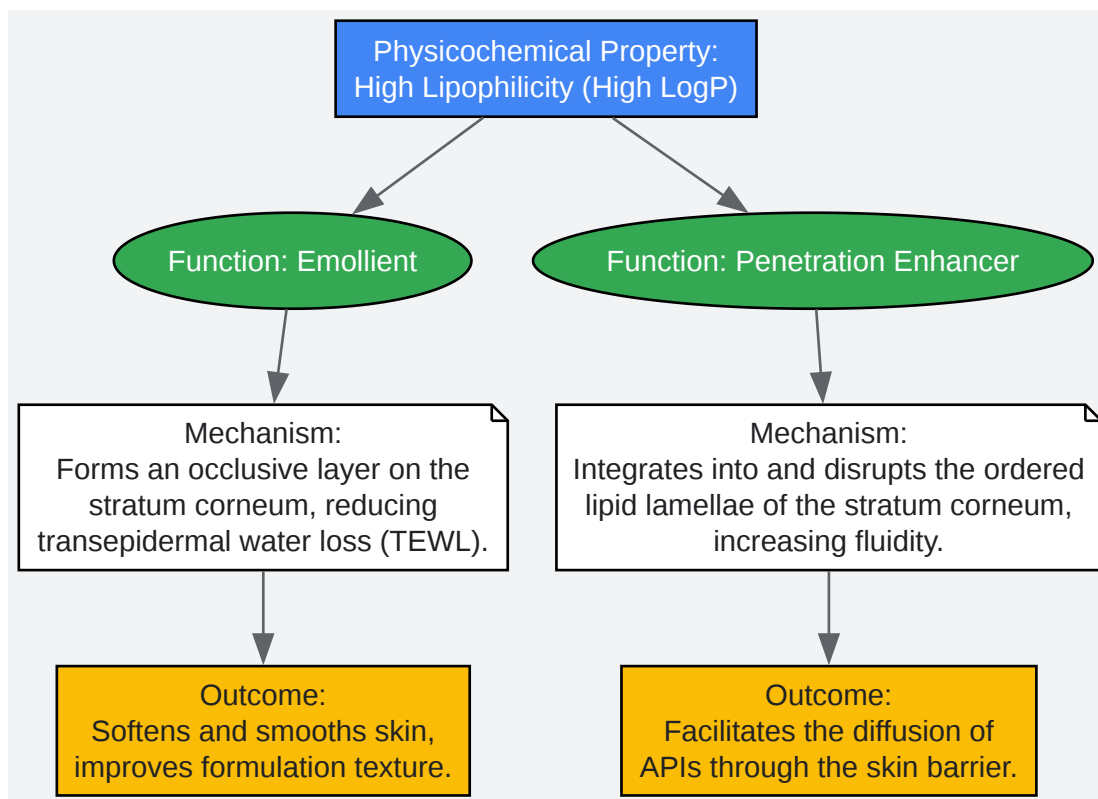 Physicochemical Property:
High Lipophilicity (High LogP)
Function: Emollient
Function: Penetration Enhancer
Mechanism:
Forms an occlusive layer on the
stratum corneum, reducing
transepidermal water loss (TEWL).
Mechanism:
Integrates into and disrupts the ordered
lipid lamellae of the stratum corneum,
increasing fluidity.
Outcome:
Softens and smooths skin,
improves formulation texture.
Outcome:
Facilitates the diffusion of
APIs through the skin barrier.